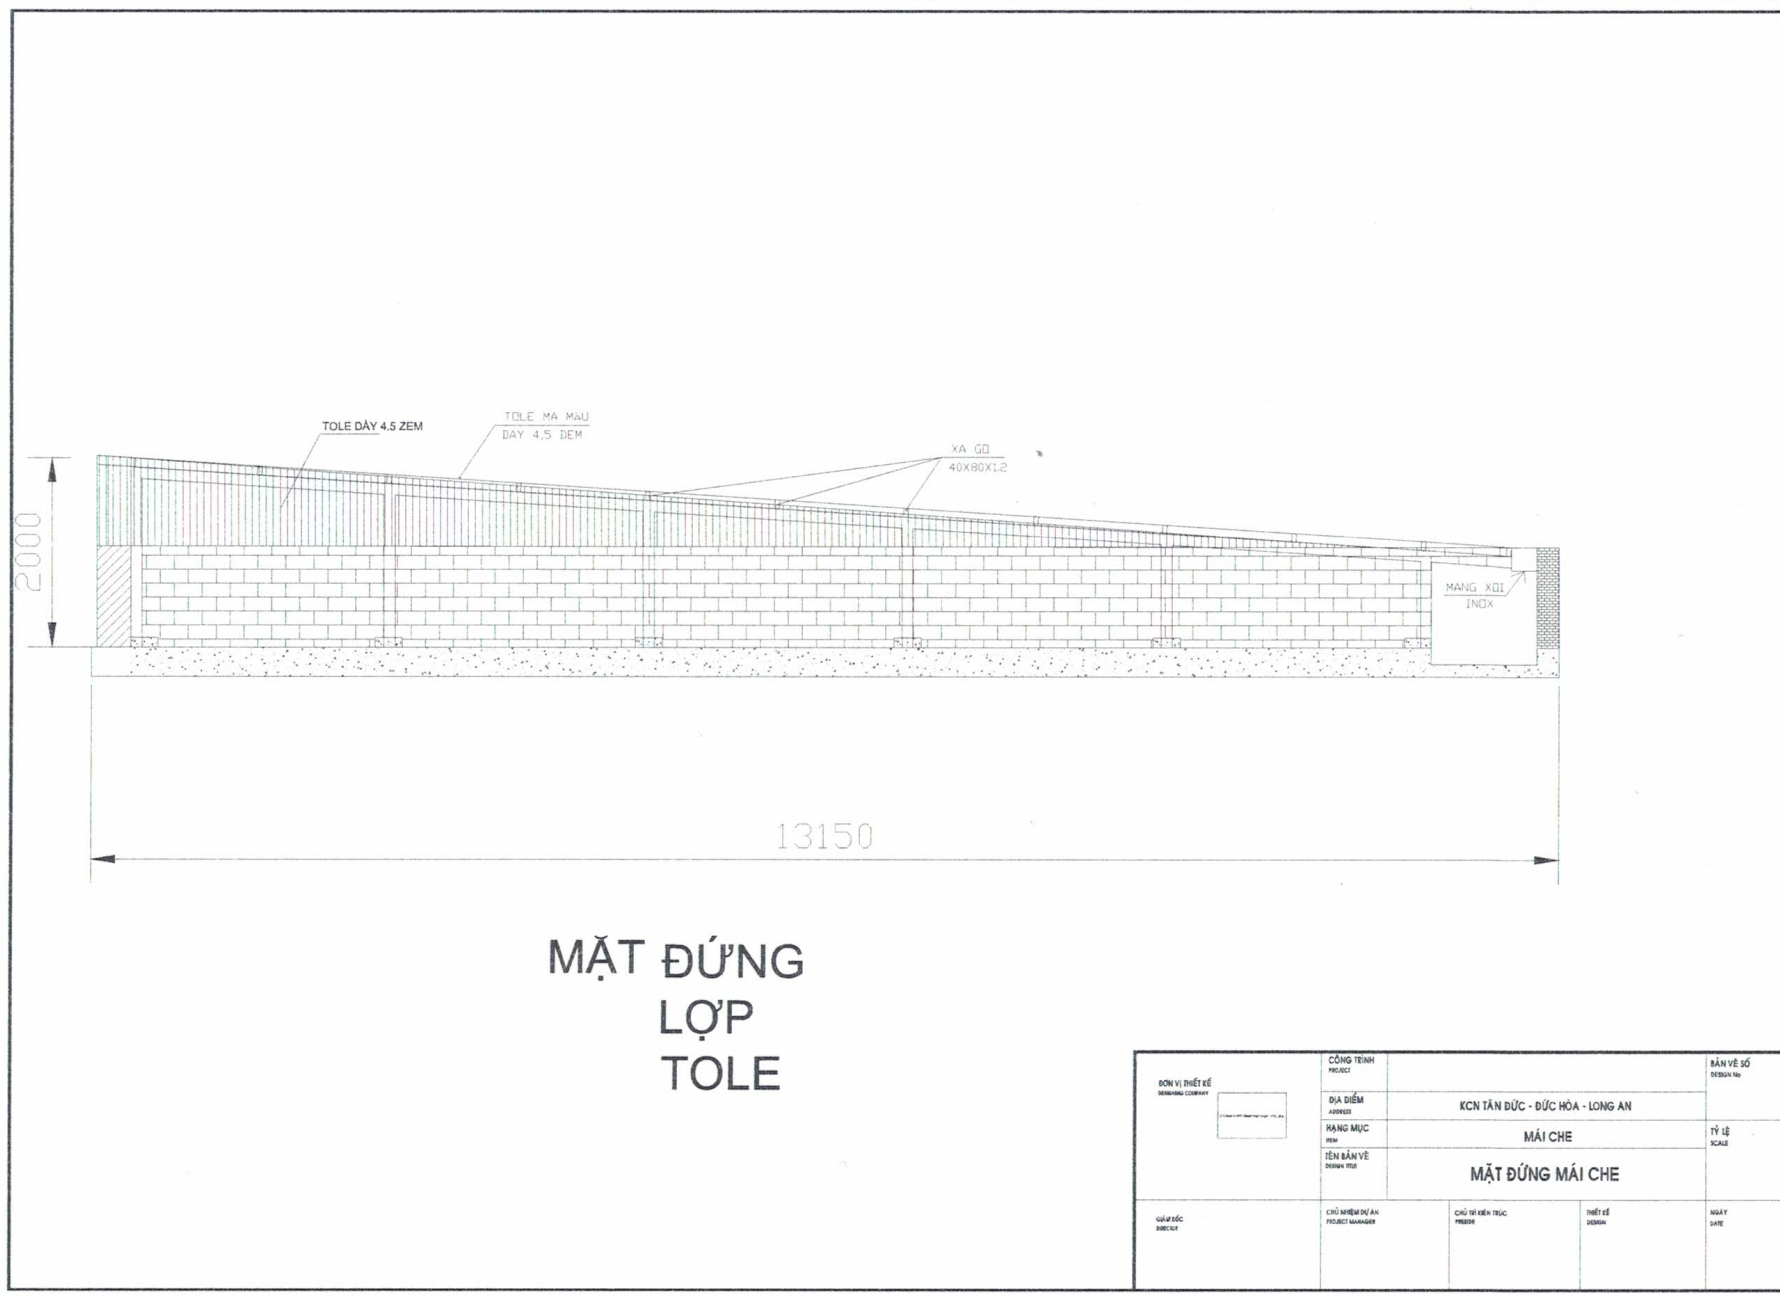 TOLE DÀY 4.5 ZEM
TOLE MA MAU
DAY 4.5 DEM
XA GO
40X80X1.2
2000
MANG XOI
INOX
13150
MẶT ĐỨNG
LỢP
TOLE
ĐƠN VỊ THIẾT KẾ
DESIGNING COMPANY
CÔNG TRÌNH
PROJECT
BẢN VẼ SỐ
DESIGN No
ĐỊA ĐIỂM
ADDRESS
KCN TÂN ĐỨC - ĐỨC HÒA - LONG AN
HẠNG MỤC
ITEM
MÁI CHE
TỶ LỆ
SCALE
TÊN BẢN VẼ
DESIGN TITLE
MẶT ĐỨNG MÁI CHE
GIÁM ĐỐC
DIRECTOR
CHỦ NHIỆM DỰ ÁN
PROJECT MANAGER
CHỦ TRÌ KIẾN TRÚC
PRESIDE
THIẾT KẾ
DESIGN
NGÀY
DATE